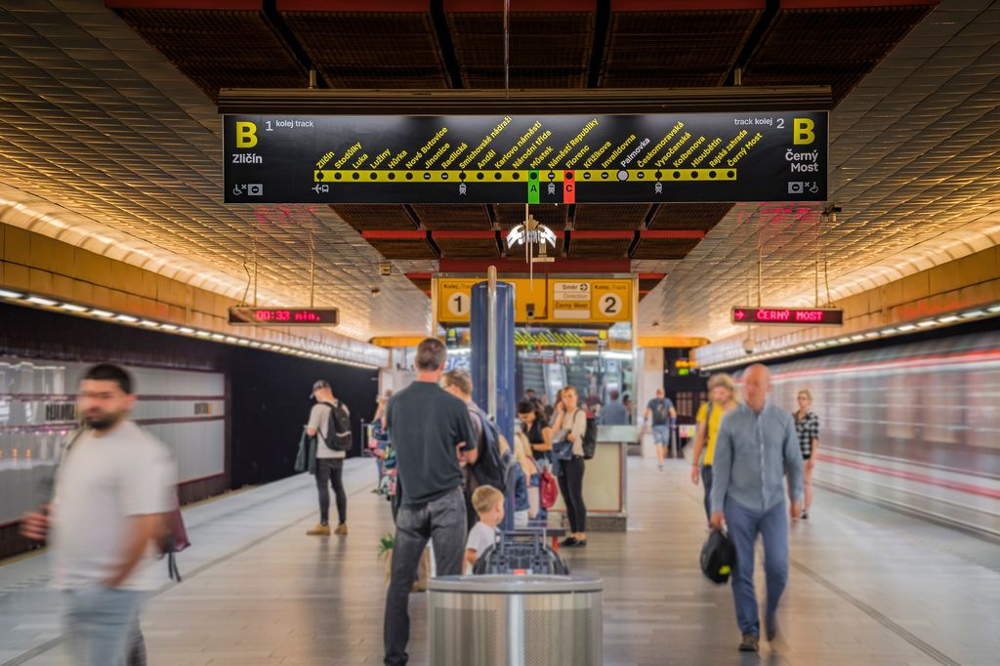 B 1 kolej track
Zličín
Zličín
Stodůlky
Luka
Lužiny
Hůrka
Nové Butovice
Jinonice
Radlická
Smíchovské nádraží
Anděl
Karlovo náměstí
Národní třída
Můstek
Náměstí Republiky
Florenc
Křižíkova
Invalidovna
Palmovka
Českomoravská
Vysočanská
Kolbenova
Hloubětín
Rajská zahrada
Černý Most
A
C
track kolej 2 B
Černý
Most
Kolej, Track
1
Směr
Direction
Černý Most
Kolej, Track
2
00:33 min.
ČERNÝ MOST